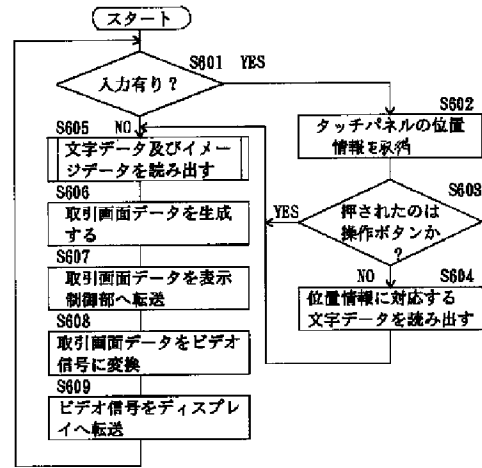 スタート
S601 YES
入力有り?
S602
タッチパネルの位置
情報を取得
S605 NO
文字データ及びイメー
ジデータを読み出す
S603
YES
押されたのは
操作ボタンか
?
S606
取引画面データを生成
する
NO S604
位置情報に対応する
文字データを読み出す
S607
取引画面データを表示
制御部へ転送
S608
取引画面データをビデオ
信号に変換
S609
ビデオ信号をディスプレ
イへ転送